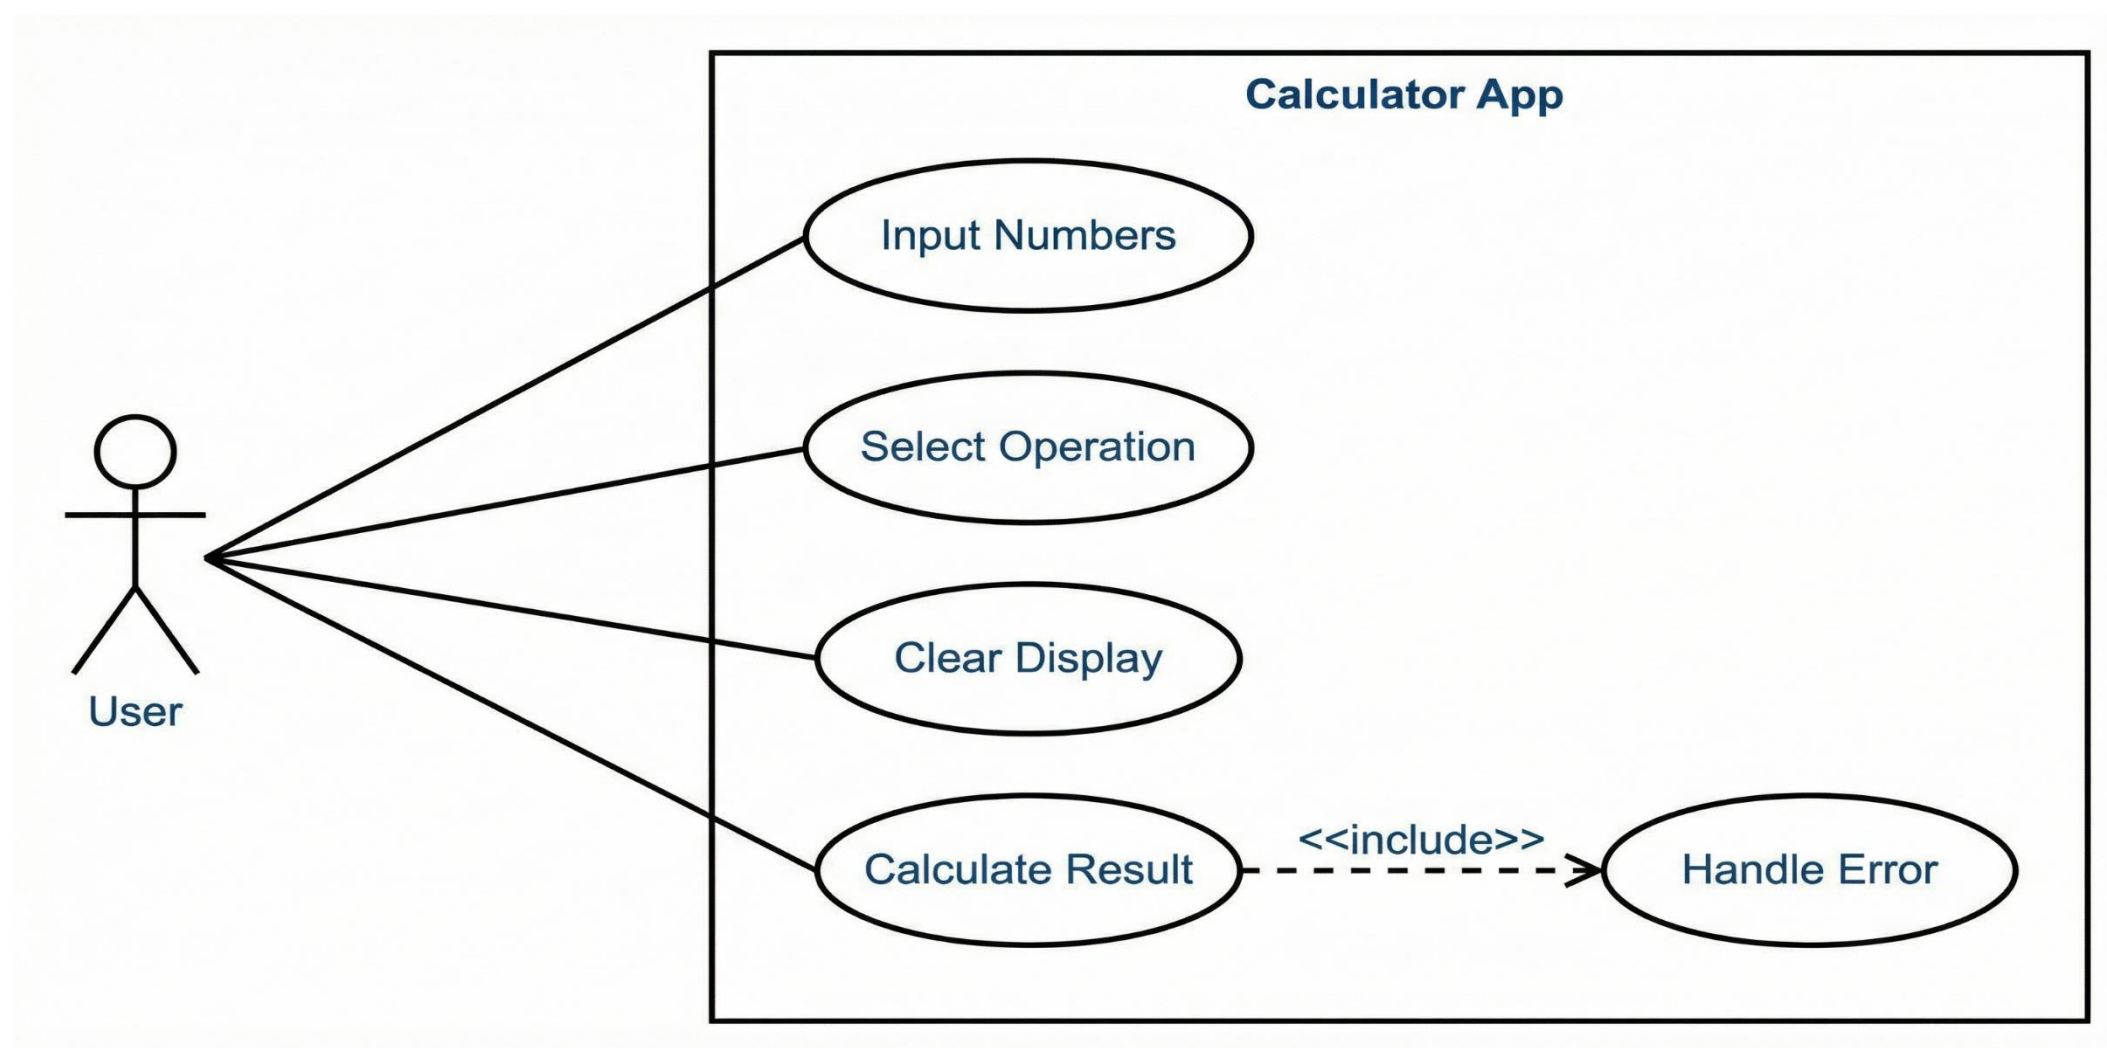 Calculator App
Input Numbers
Select Operation
Clear Display
User
Calculate Result
<<include>>
Handle Error